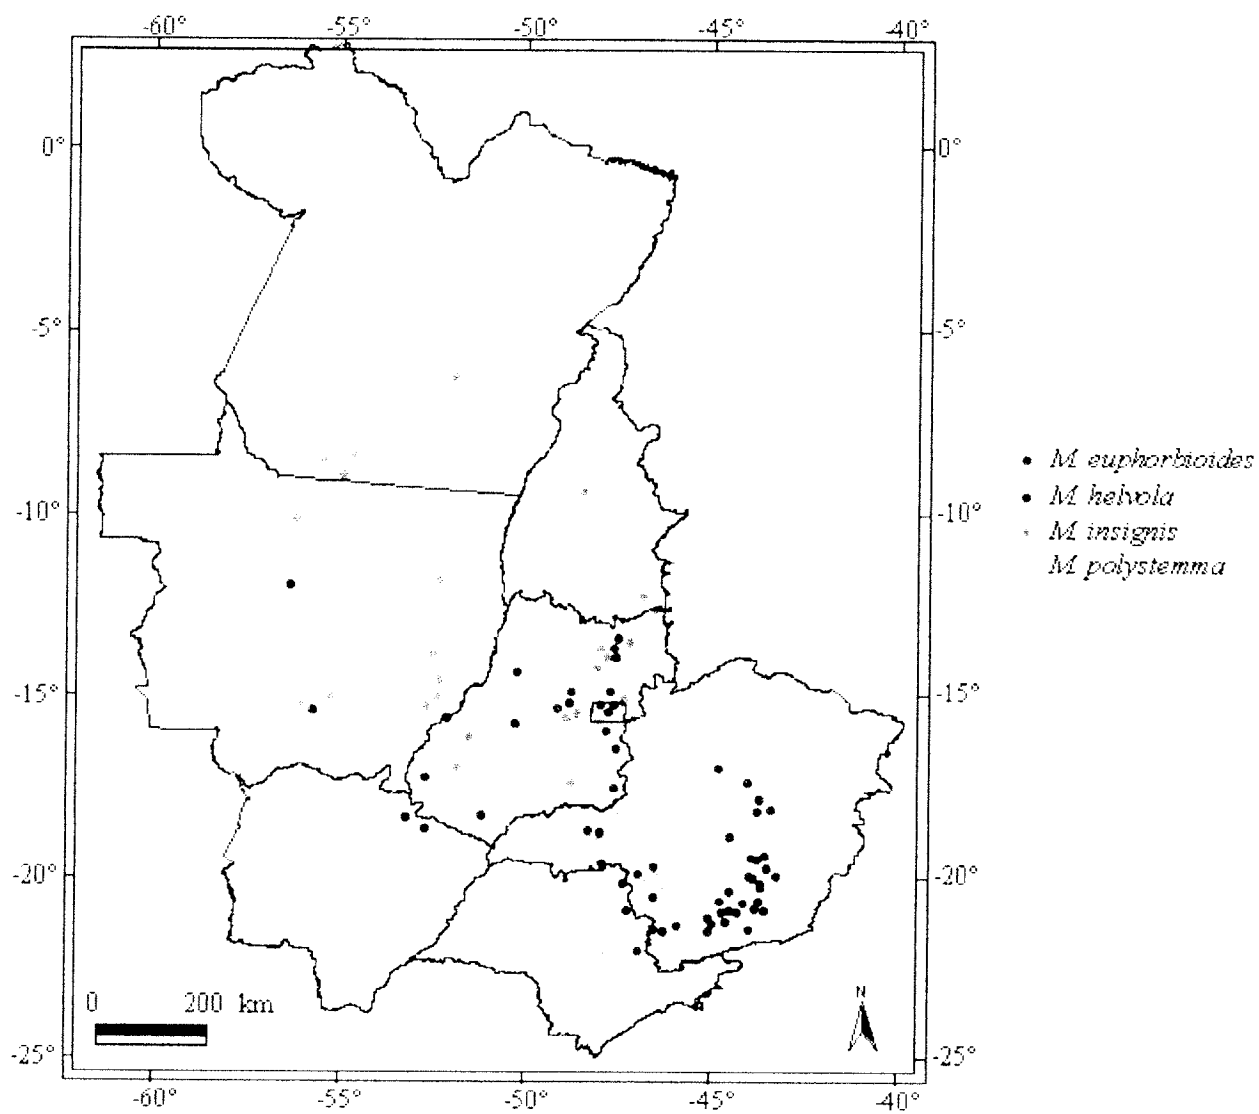 -60° -55° -50° -45° -40°
0° 0°
-5° -5°
M. euphorbioides
M. helvola
-10° -10°
M. insignis
M. polystemma
-15° -15°
-20° -20°
N
0 200 km
-25° -25°
-60° -55° -50° -45° -40°